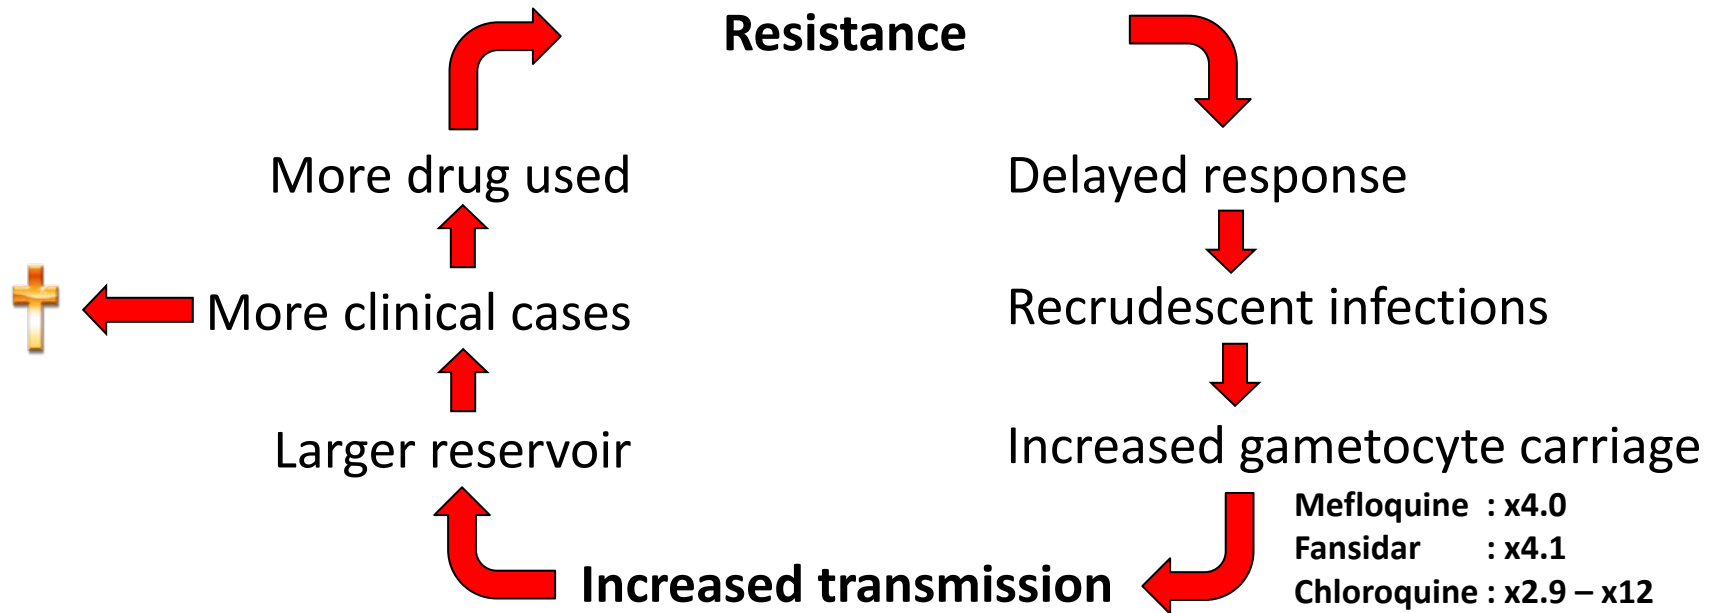 Resistance
More drug used
Delayed response
More clinical cases
Recrudescent infections
Larger reservoir
Increased gametocyte carriage
Mefloquine : x4.0
Fansidar : x4.1
Increased transmission
Chloroquine : x2.9 – x12